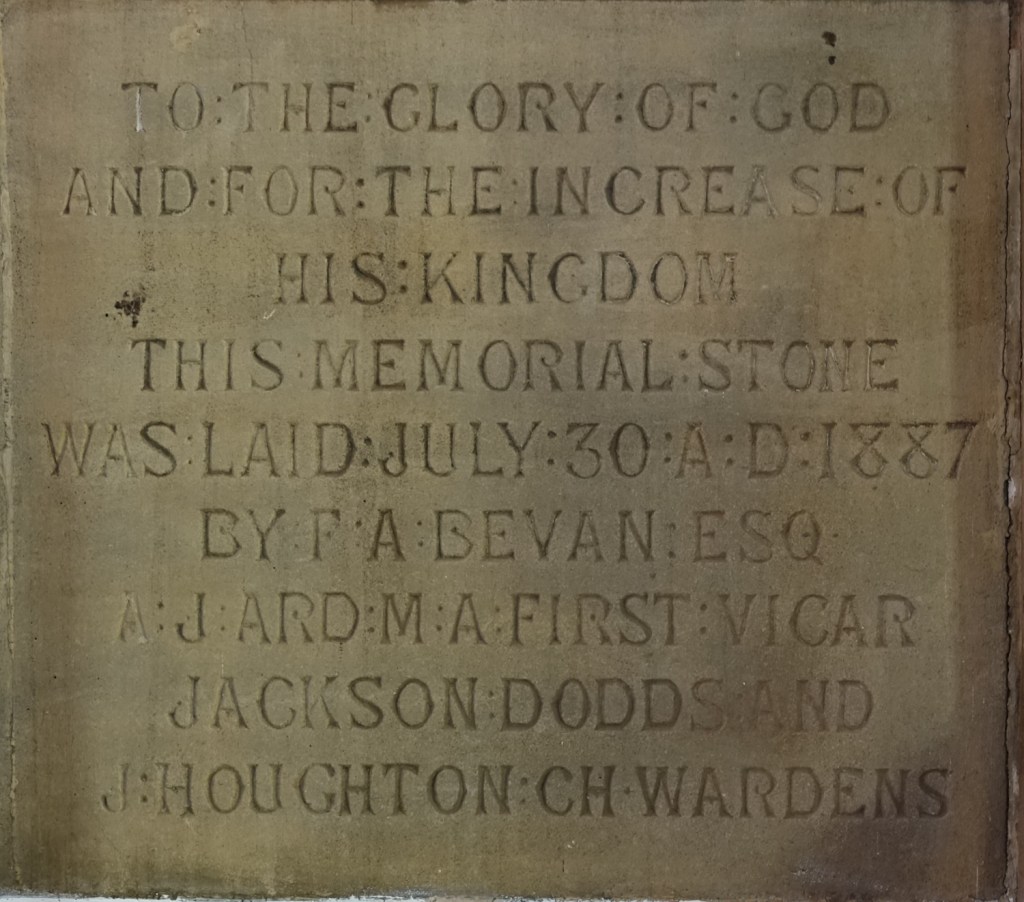 TO:THE:GLORY:OF:GOD
AND:FOR:THE:INCREASE:OF
HIS:KINGDOM
THIS:MEMORIAL:STONE
WAS:LAID:JULY:30:A:D:1887
BY:F:A:BEVAN:ESQ·
A:J:ARD:M:A:FIRST:VICAR
JACKSON:DODDS:AND
J:HOUGHTON:CH·WARDENS